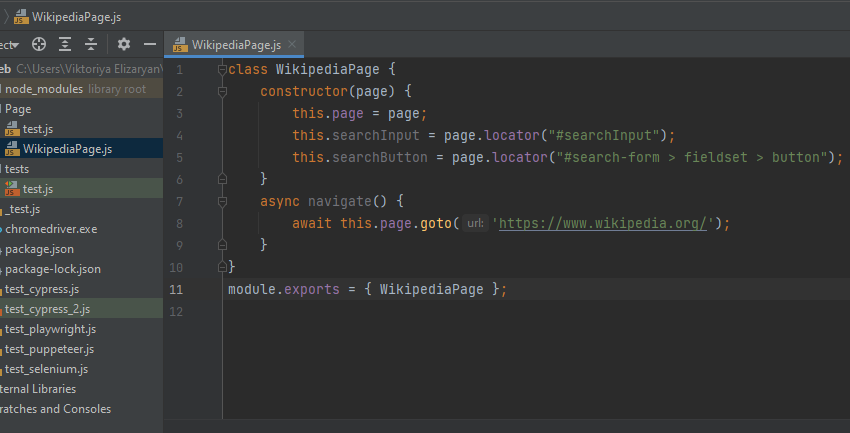 WikipediaPage.js
ect
WikipediaPage.js
eb C:\Users\Viktoriya Elizaryan\
node_modules library root
Page
test.js
WikipediaPage.js
tests
test.js
_test.js
chromedriver.exe
package.json
package-lock.json
test_cypress.js
test_cypress_2.js
test_playwright.js
test_puppeteer.js
test_selenium.js
ternal Libraries
ratches and Consoles
1 class WikipediaPage {
2 constructor(page) {
3 this.page = page;
4 this.searchInput = page.locator("#searchInput");
5 this.searchButton = page.locator("#search-form > fieldset > button");
6 }
7 async navigate() {
8 await this.page.goto( url: 'https://www.wikipedia.org/');
9 }
10 }
11 module.exports = { WikipediaPage };
12